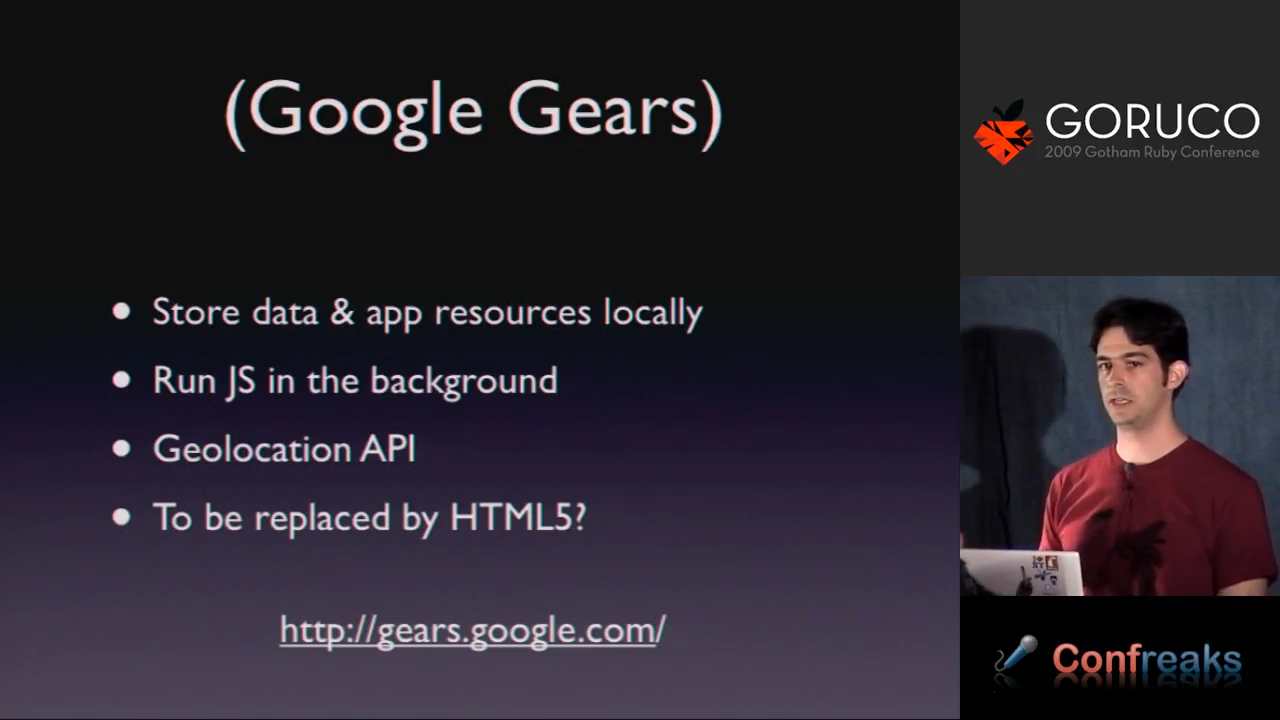 (Google Gears)
• Store data & app resources locally
• Run JS in the background
• Geolocation API
• To be replaced by HTML5?
http://gears.google.com/
GORUCO
2009 Gotham Ruby Conference
Confreaks